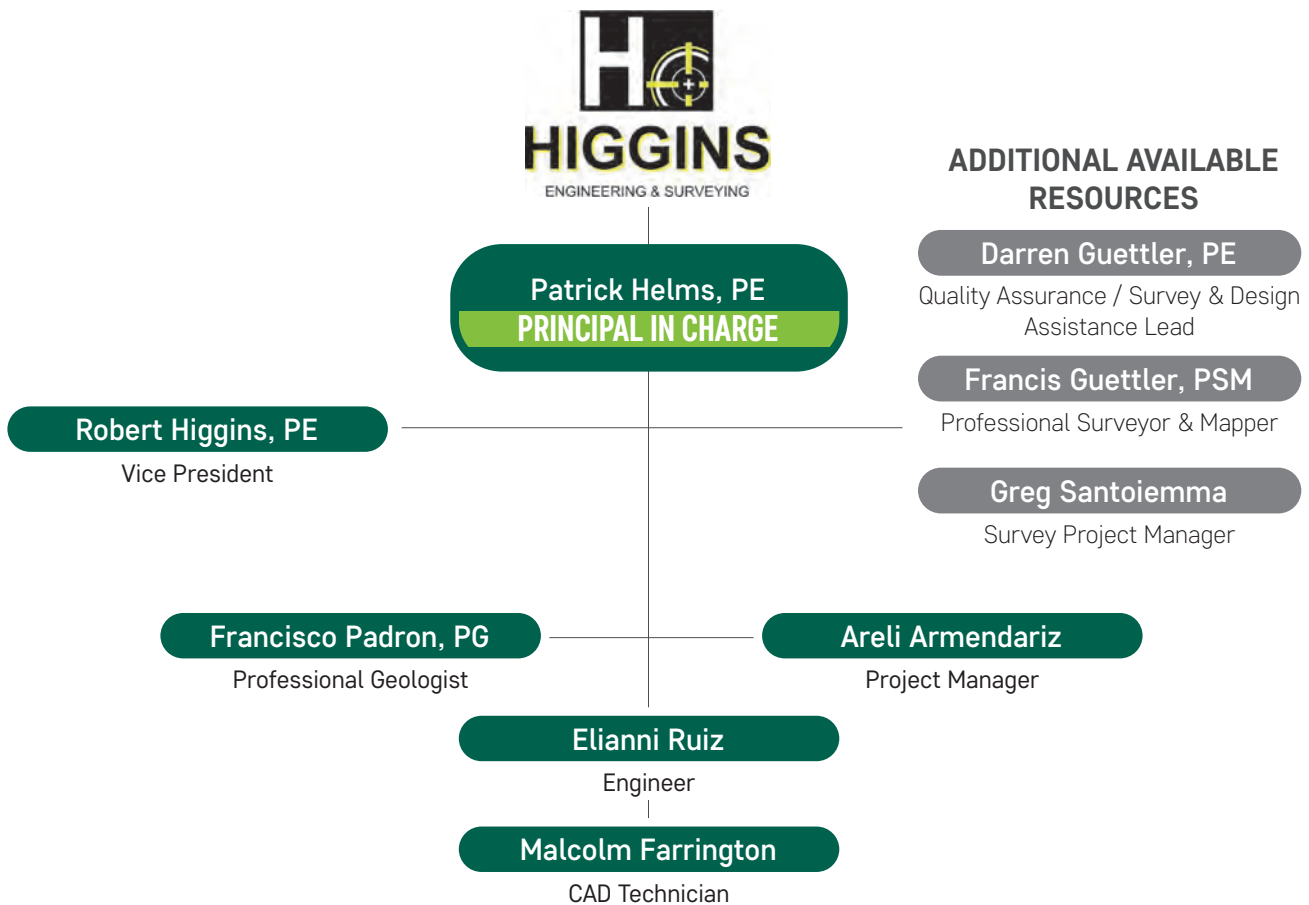 H
HIGGINS
ENGINEERING & SURVEYING
Patrick Helms, PE
PRINCIPAL IN CHARGE
Robert Higgins, PE
Vice President
ADDITIONAL AVAILABLE
RESOURCES
Darren Guettler, PE
Quality Assurance / Survey & Design
Assistance Lead
Francis Guettler, PSM
Professional Surveyor & Mapper
Greg Santoiemma
Survey Project Manager
Francisco Padron, PG
Professional Geologist
Areli Armendariz
Project Manager
Elianni Ruiz
Engineer
Malcolm Farrington
CAD Technician